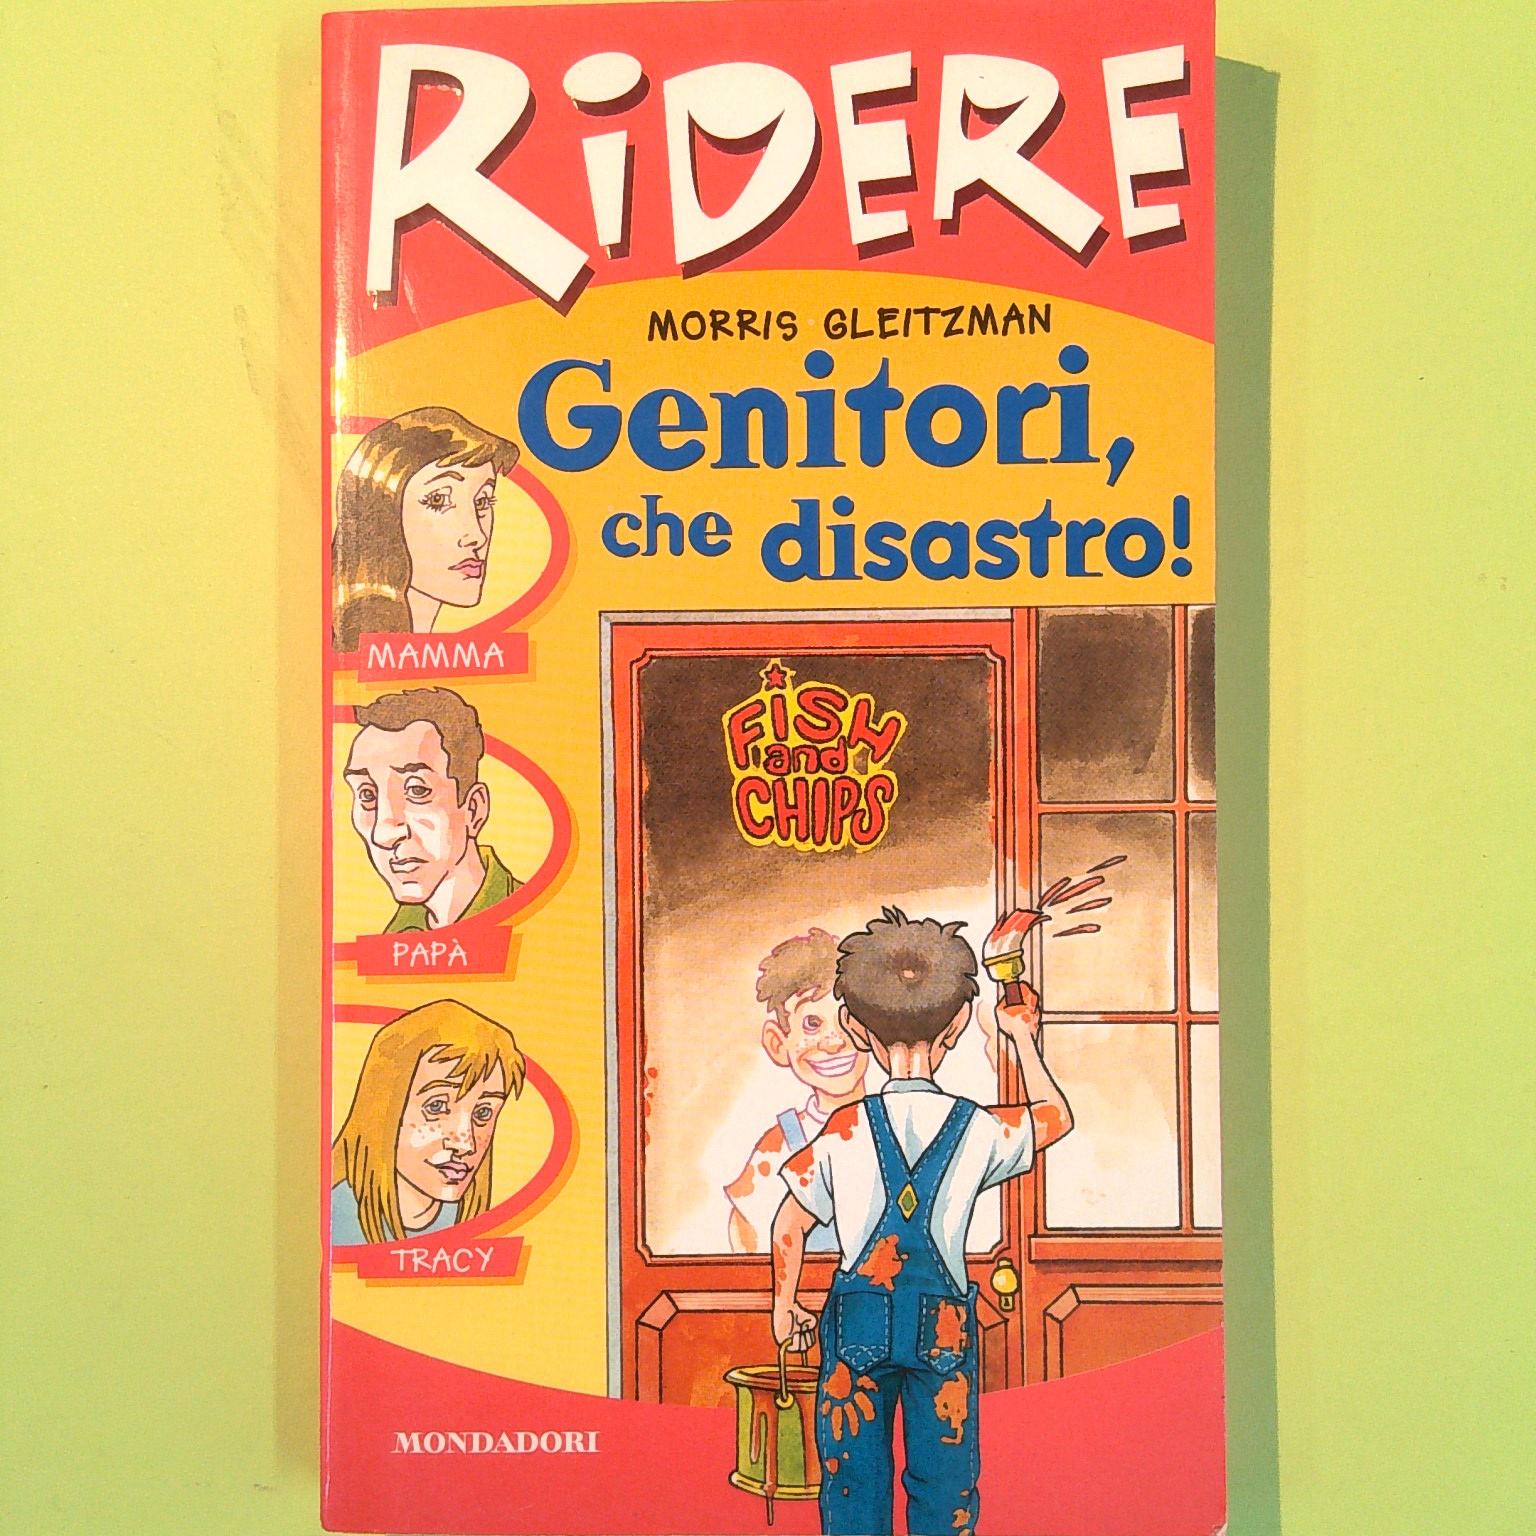 RiDERE
MORRIS GLEITZMAN
Genitori,
che disastro!
MAMMA
PAPÀ
TRACY
FiSH
and
CHIPS
MONDADORI